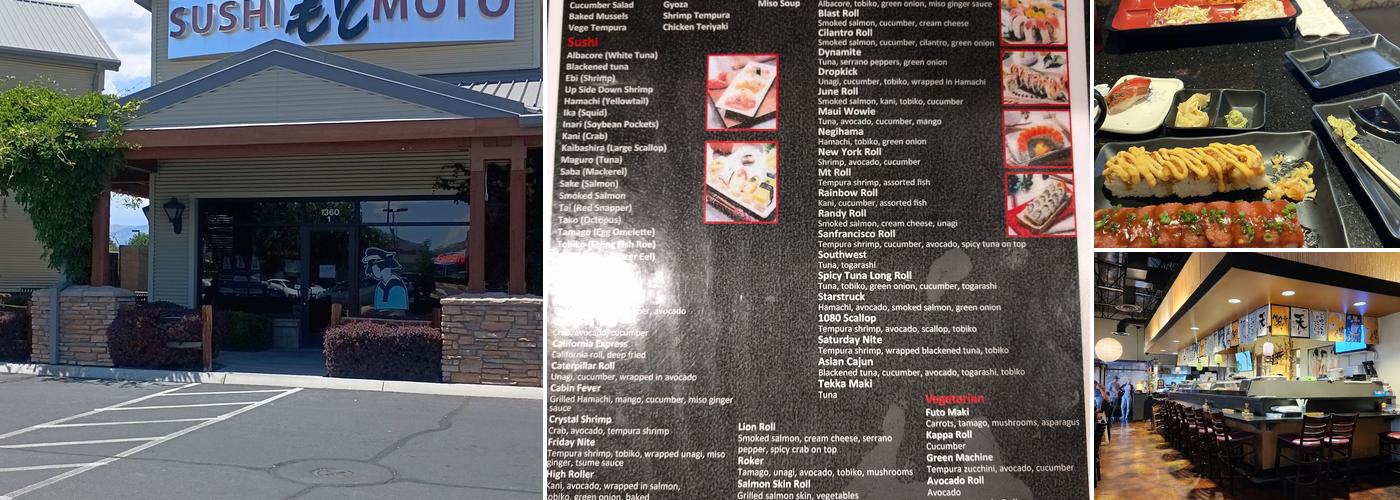 SUSHI
MOTO
1360
Cucumber Salad
Baked Mussels
Vege Tempura
Gyoza
Shrimp Tempura
Chicken Teriyaki
Miso Soup
Sushi
Albacore (White Tuna)
Blackened tuna
Ebi (Shrimp)
Up Side Down Shrimp
Hamachi (Yellowtail)
Ika (Squid)
Inari (Soybean Pockets)
Kani (Crab)
Kaibashira (Large Scallop)
Maguro (Tuna)
Saba (Mackerel)
Sake (Salmon)
Smoked Salmon
Tai (Red Snapper)
Tako (Octopus)
Tamago (Egg Omelette)
Tobiko (Flying Fish Roe)
Eel)
avocado
Crab, avocado, cucumber
California Express
California roll, deep fried
Caterpillar Roll
Unagi, cucumber, wrapped in avocado
Cabin Fever
Grilled Hamachi, mango, cucumber, miso ginger
sauce
Crystal Shrimp
Crab, avocado, tempura shrimp
Friday Nite
Tempura shrimp, tobiko, wrapped unagi, miso
ginger, tsume sauce
High Roller
Kani, avocado, wrapped in salmon,
tobiko, green onion, baked
Lion Roll
Smoked salmon, cream cheese, serrano
pepper, spicy crab on top
Roker
Tamago, unagi, avocado, tobiko, mushrooms
Salmon Skin Roll
Grilled salmon skin, vegetables
Albacore, tobiko, green onion, miso ginger sauce
Blast Roll
Smoked salmon, cucumber, cream cheese
Cilantro Roll
Smoked salmon, cucumber, cilantro, green onion
Dynamite
Tuna, serrano peppers, green onion
Dropkick
Unagi, cucumber, tobiko, wrapped in Hamachi
June Roll
Smoked salmon, kani, tobiko, cucumber
Maui Wowie
Tuna, avocado, cucumber, mango
Negihama
Hamachi, tobiko, green onion
New York Roll
Shrimp, avocado, cucumber
Mt Roll
Tempura shrimp, assorted fish
Rainbow Roll
Kani, cucumber, assorted fish
Randy Roll
Smoked salmon, cream cheese, unagi
Sanfrancisco Roll
Tempura shrimp, cucumber, avocado, spicy tuna on top
Southwest
Tuna, togarashi
Spicy Tuna Long Roll
Tuna, tobiko, green onion, cucumber, togarashi
Starstruck
Hamachi, avocado, smoked salmon, green onion
1080 Scallop
Tempura shrimp, avocado, scallop, tobiko
Saturday Nite
Tempura shrimp, wrapped blackened tuna, tobiko
Asian Cajun
Blackened tuna, cucumber, avocado, togarashi, tobiko
Tekka Maki
Tuna
Vegetarian
Futo Maki
Carrots, tamago, mushrooms, asparagus
Kappa Roll
Cucumber
Green Machine
Tempura zucchini, avocado, cucumber
Avocado Roll
Avocado
天